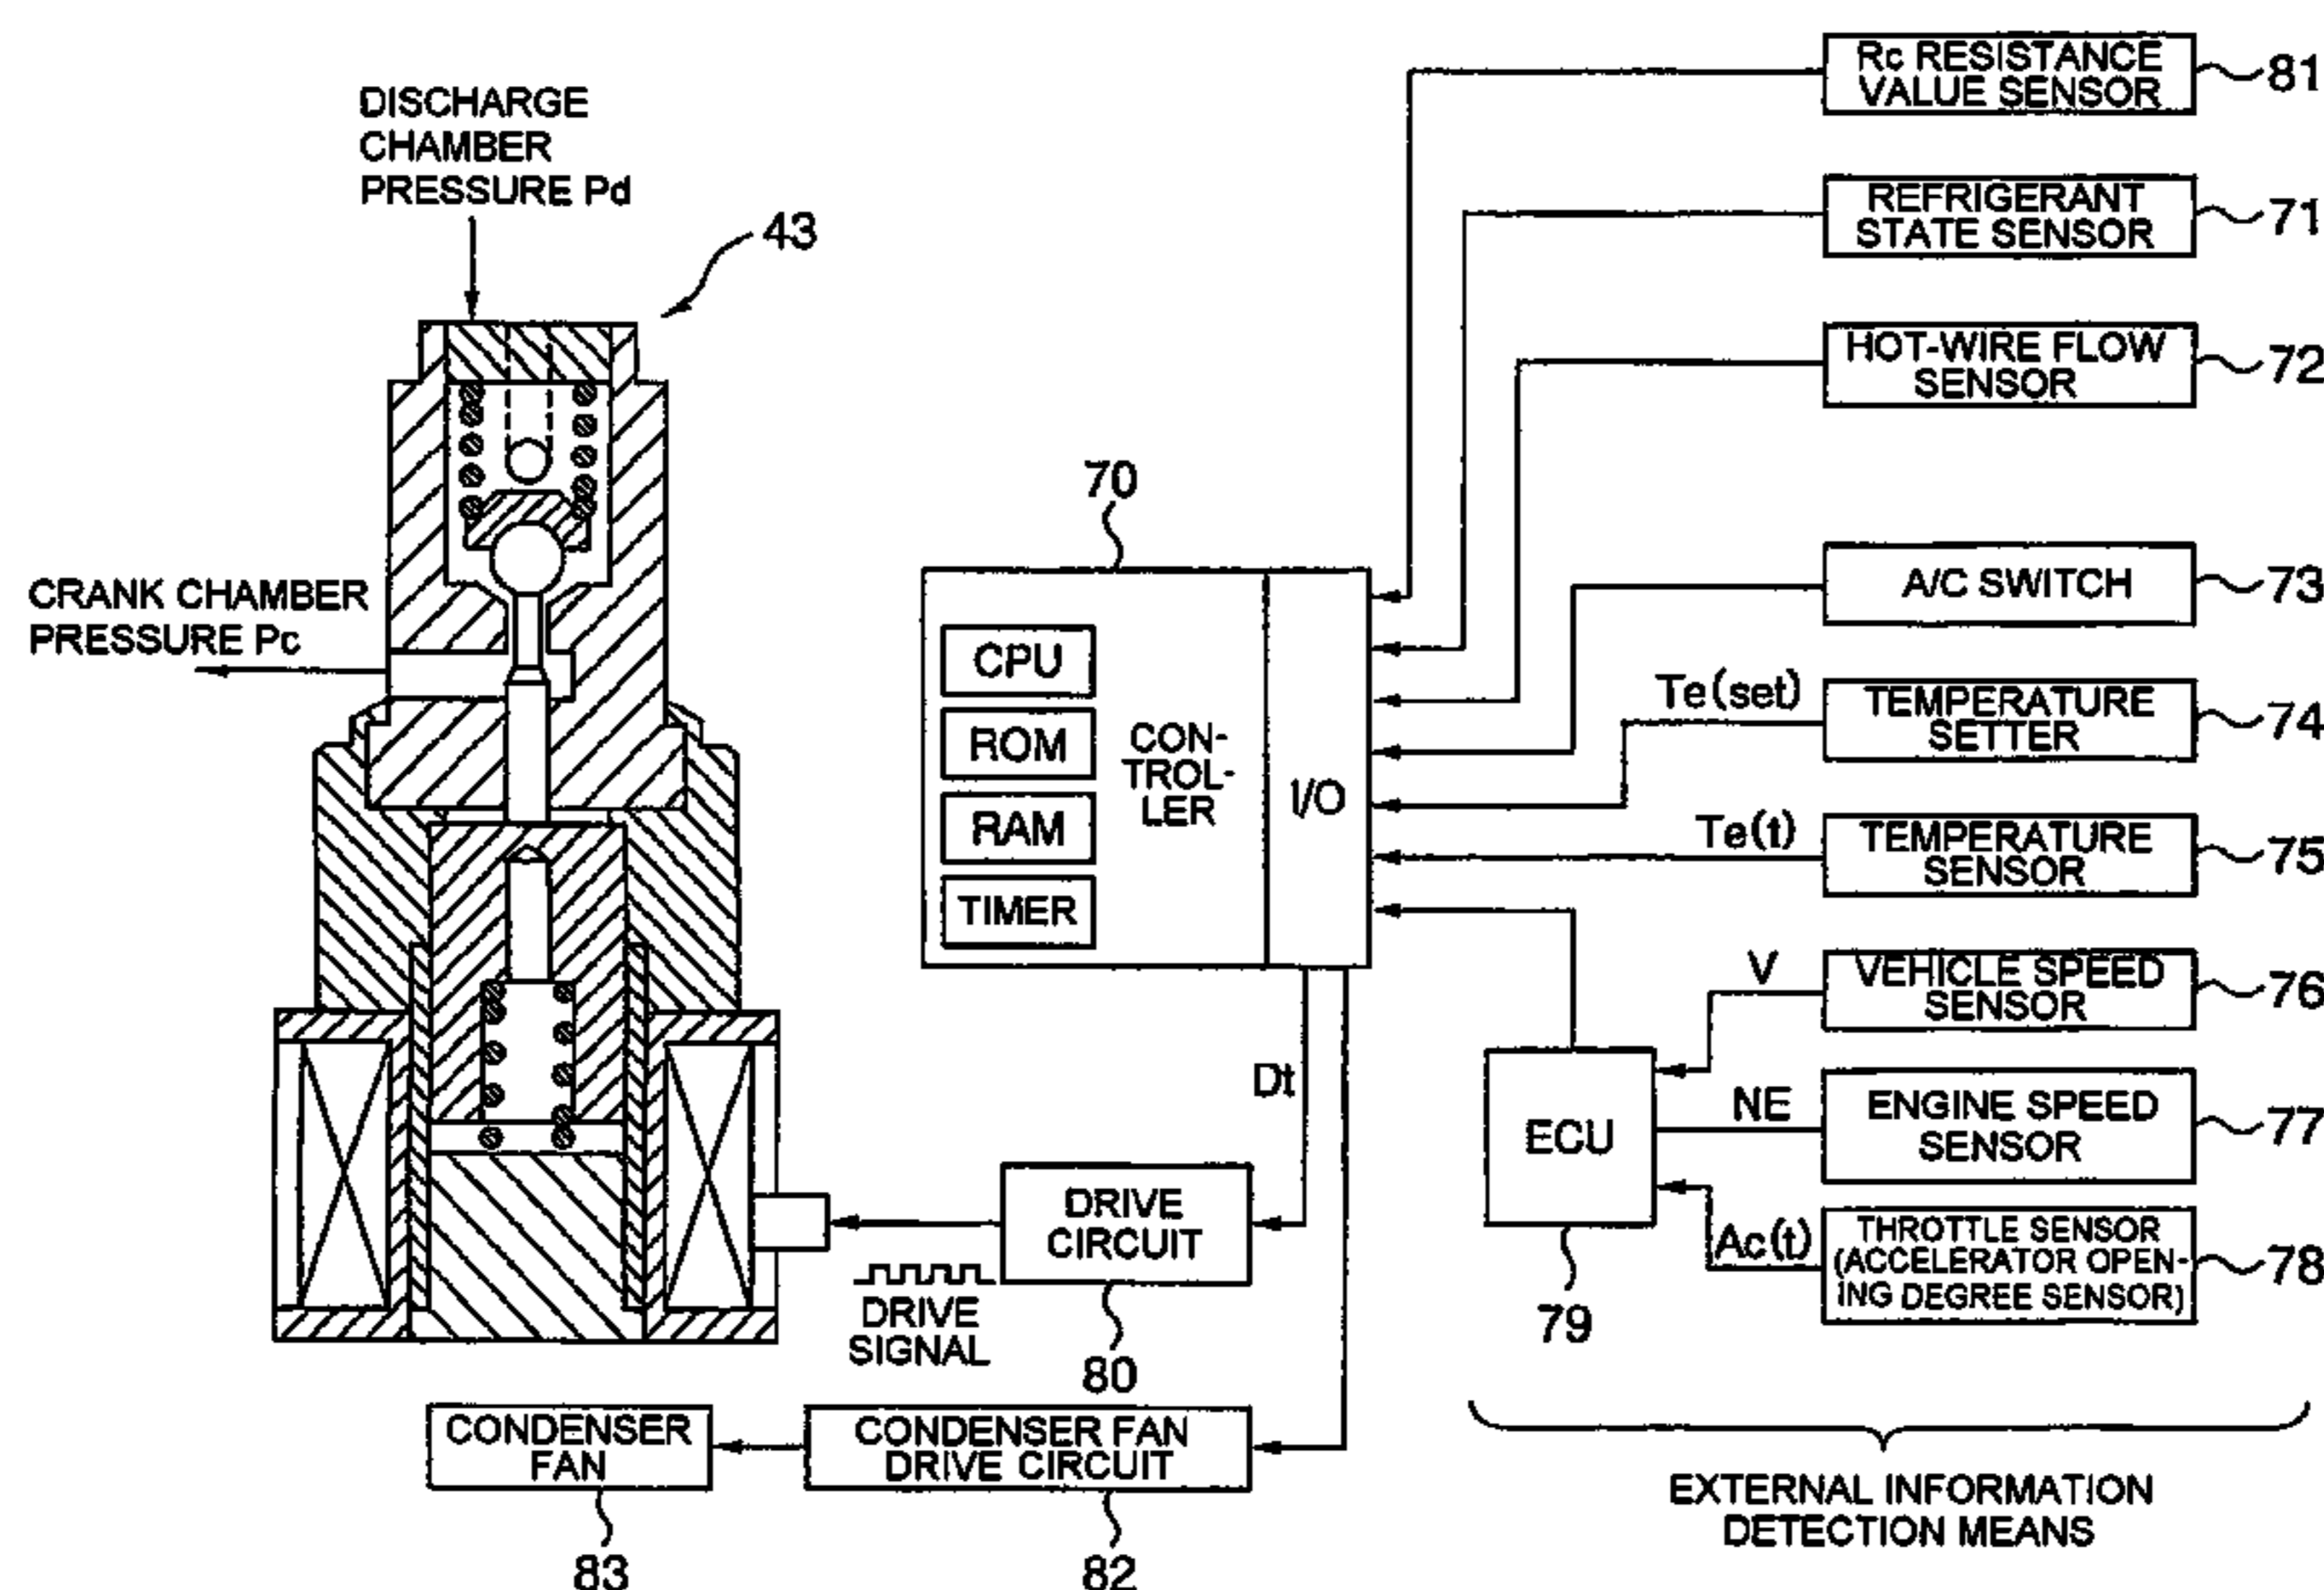 DISCHARGE
CHAMBER
PRESSURE Pd
43
CRANK CHAMBER
PRESSURE Pc
70
CPU
ROM
RAM
TIMER
CON-
TROL-
LER
I/O
Rc RESISTANCE
VALUE SENSOR
81
REFRIGERANT
STATE SENSOR
71
HOT-WIRE FLOW
SENSOR
72
A/C SWITCH
73
Te(set)
TEMPERATURE
SETTER
74
Te(t)
TEMPERATURE
SENSOR
75
V
VEHICLE SPEED
SENSOR
76
NE
ENGINE SPEED
SENSOR
77
Ac(t)
THROTTLE SENSOR
(ACCELERATOR OPEN-
ING DEGREE SENSOR)
78
ECU
79
Dt
DRIVE
CIRCUIT
80
DRIVE
SIGNAL
CONDENSER
FAN
83
CONDENSER FAN
DRIVE CIRCUIT
82
EXTERNAL INFORMATION
DETECTION MEANS